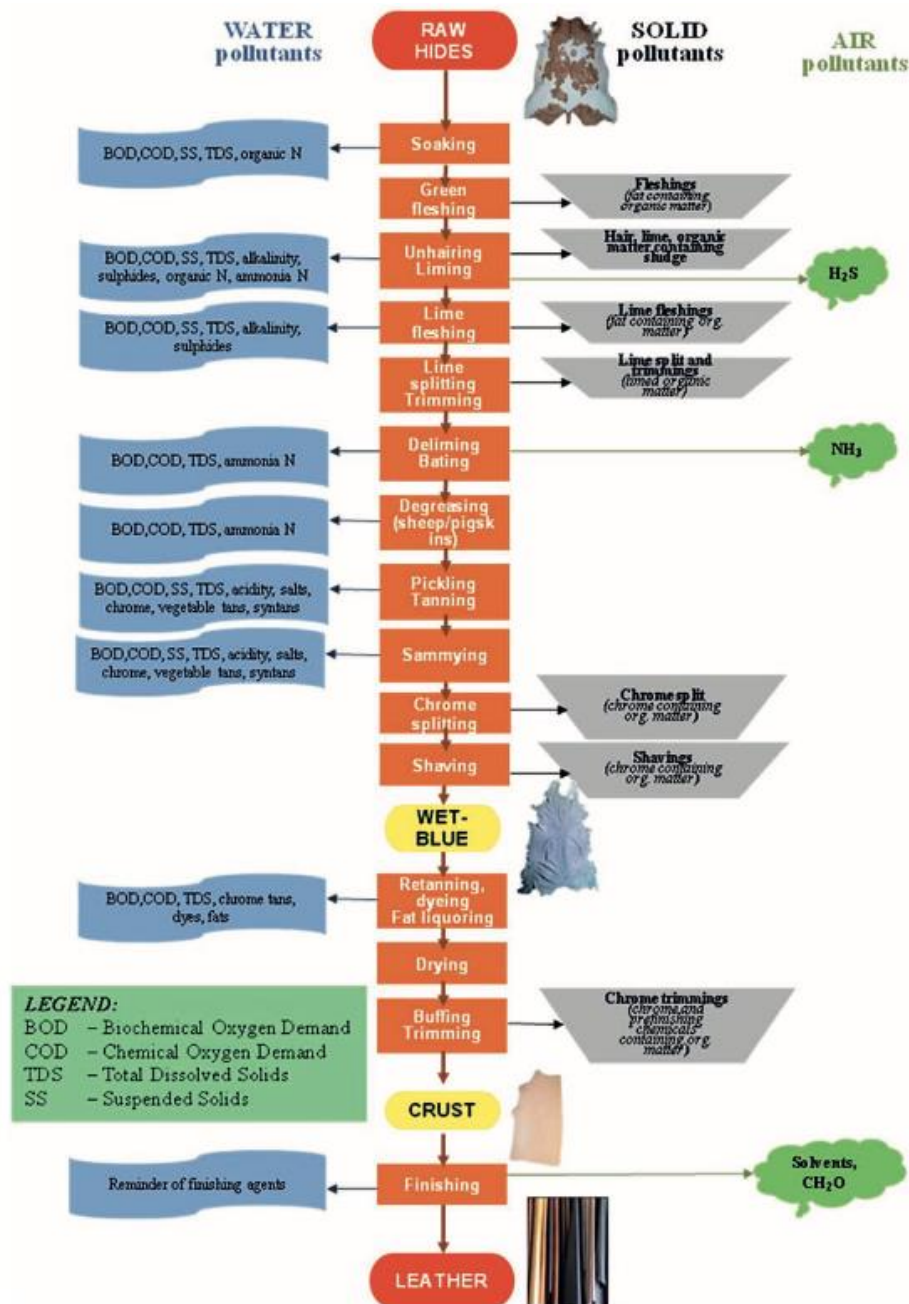 WATER
pollutants
RAW
HIDES
SOLID
pollutants
AIR
pollutants
BOD,COD, SS, TDS, organic N
Soaking
Green
fleshing
Fleshings
(fat containing
organic matter)
BOD,COD, SS, TDS, alkalinity,
sulphides, organic N, ammonia N
Unhairing
Liming
Hair, lime, organic
matter containing
sludge
H₂S
BOD,COD, SS, TDS, alkalinity,
sulphides
Lime
fleshing
Lime fleshings
(fat containing org.
matter)
Lime
splitting
Trimming
Lime split and
trimmings
(limed organic
matter)
BOD,COD, TDS, ammonia N
Deliming
Bating
NH₃
BOD,COD, TDS, ammonia N
Degreasing
(sheep/pigsk
ins)
BOD,COD, SS, TDS, acidity, salts,
chrome, vegetable tans, syntans
Pickling
Tanning
BOD,COD, SS, TDS, acidity, salts,
chrome, vegetable tans, syntans
Sammying
Chrome
splitting
Chrome split
(chrome containing
org. matter)
Shaving
Shavings
(chrome containing
org. matter)
WET-
BLUE
BOD,COD, TDS, chrome tans,
dyes, fats
Retanning,
dyeing
Fat liquoring
Drying
LEGEND:
BOD – Biochemical Oxygen Demand
COD – Chemical Oxygen Demand
TDS – Total Dissolved Solids
SS – Suspended Solids
Buffing
Trimming
Chrome trimmings
(chrome,and
prefinishing
chemicals
containing org.
matter)
CRUST
Reminder of finishing agents
Finishing
Solvents,
CH₂O
LEATHER